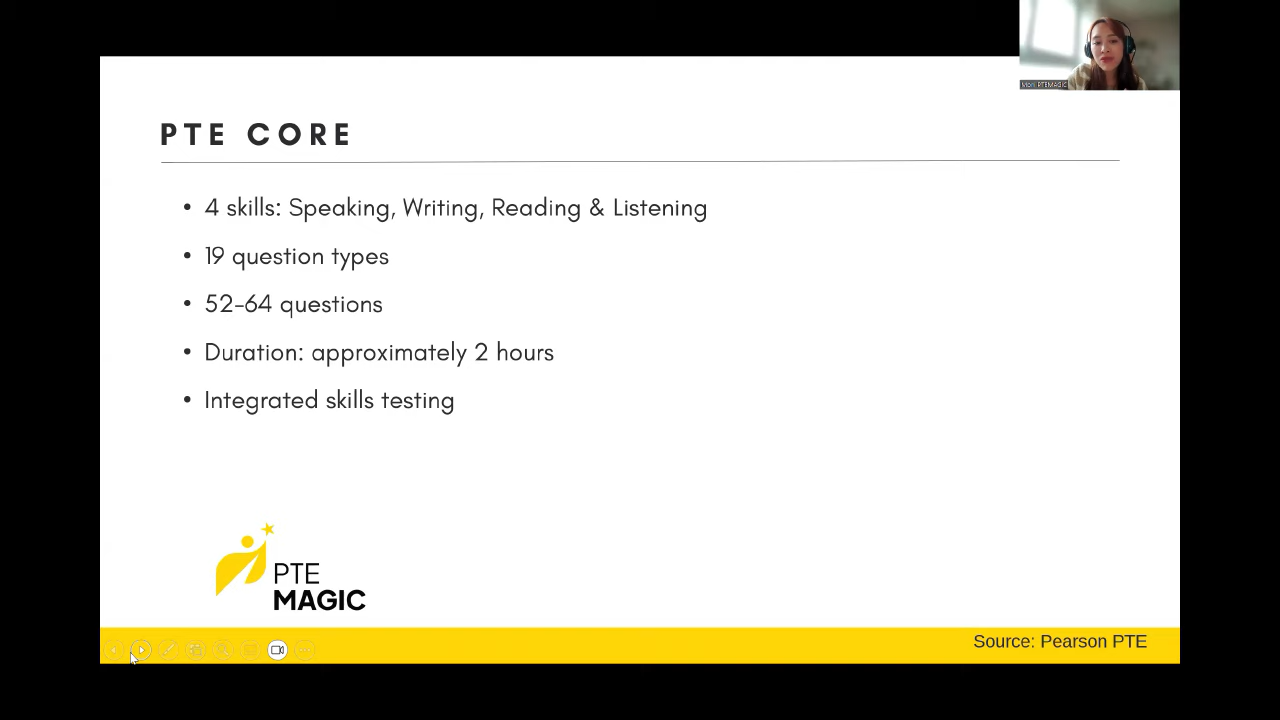 PTE CORE
• 4 skills: Speaking, Writing, Reading & Listening
• 19 question types
• 52-64 questions
• Duration: approximately 2 hours
• Integrated skills testing
PTE
MAGIC
Source: Pearson PTE